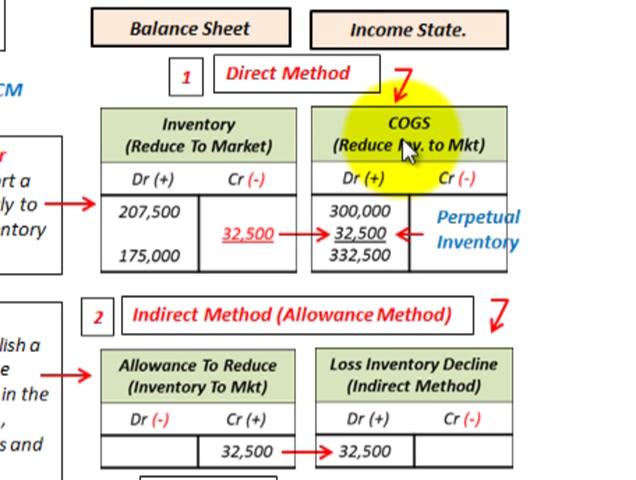 Balance Sheet
Income State.
CM
1
Direct Method
Inventory
(Reduce To Market)
Dr (+) Cr (-)
207,500
32,500
175,000
COGS
(Reduce Inv. to Mkt)
Dr (+) Cr (-)
300,000
32,500
332,500
Perpetual
Inventory
r
rt a
ly to
entory
2
Indirect Method (Allowance Method)
Allowance To Reduce
(Inventory To Mkt)
Dr (-) Cr (+)
32,500
Loss Inventory Decline
(Indirect Method)
Dr (+) Cr (-)
32,500
lish a
e
in the
,
s and